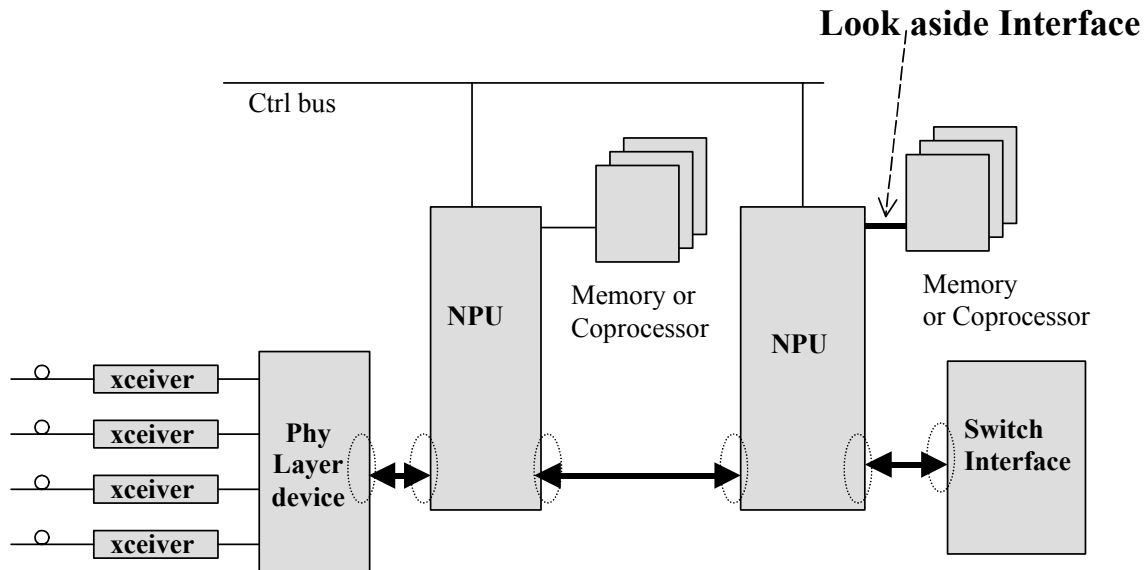 Look aside Interface
Ctrl bus
Memory or
Coprocessor
Memory
or Coprocessor
NPU
NPU
xceiver
xceiver
xceiver
xceiver
Phy
Layer
device
Switch
Interface